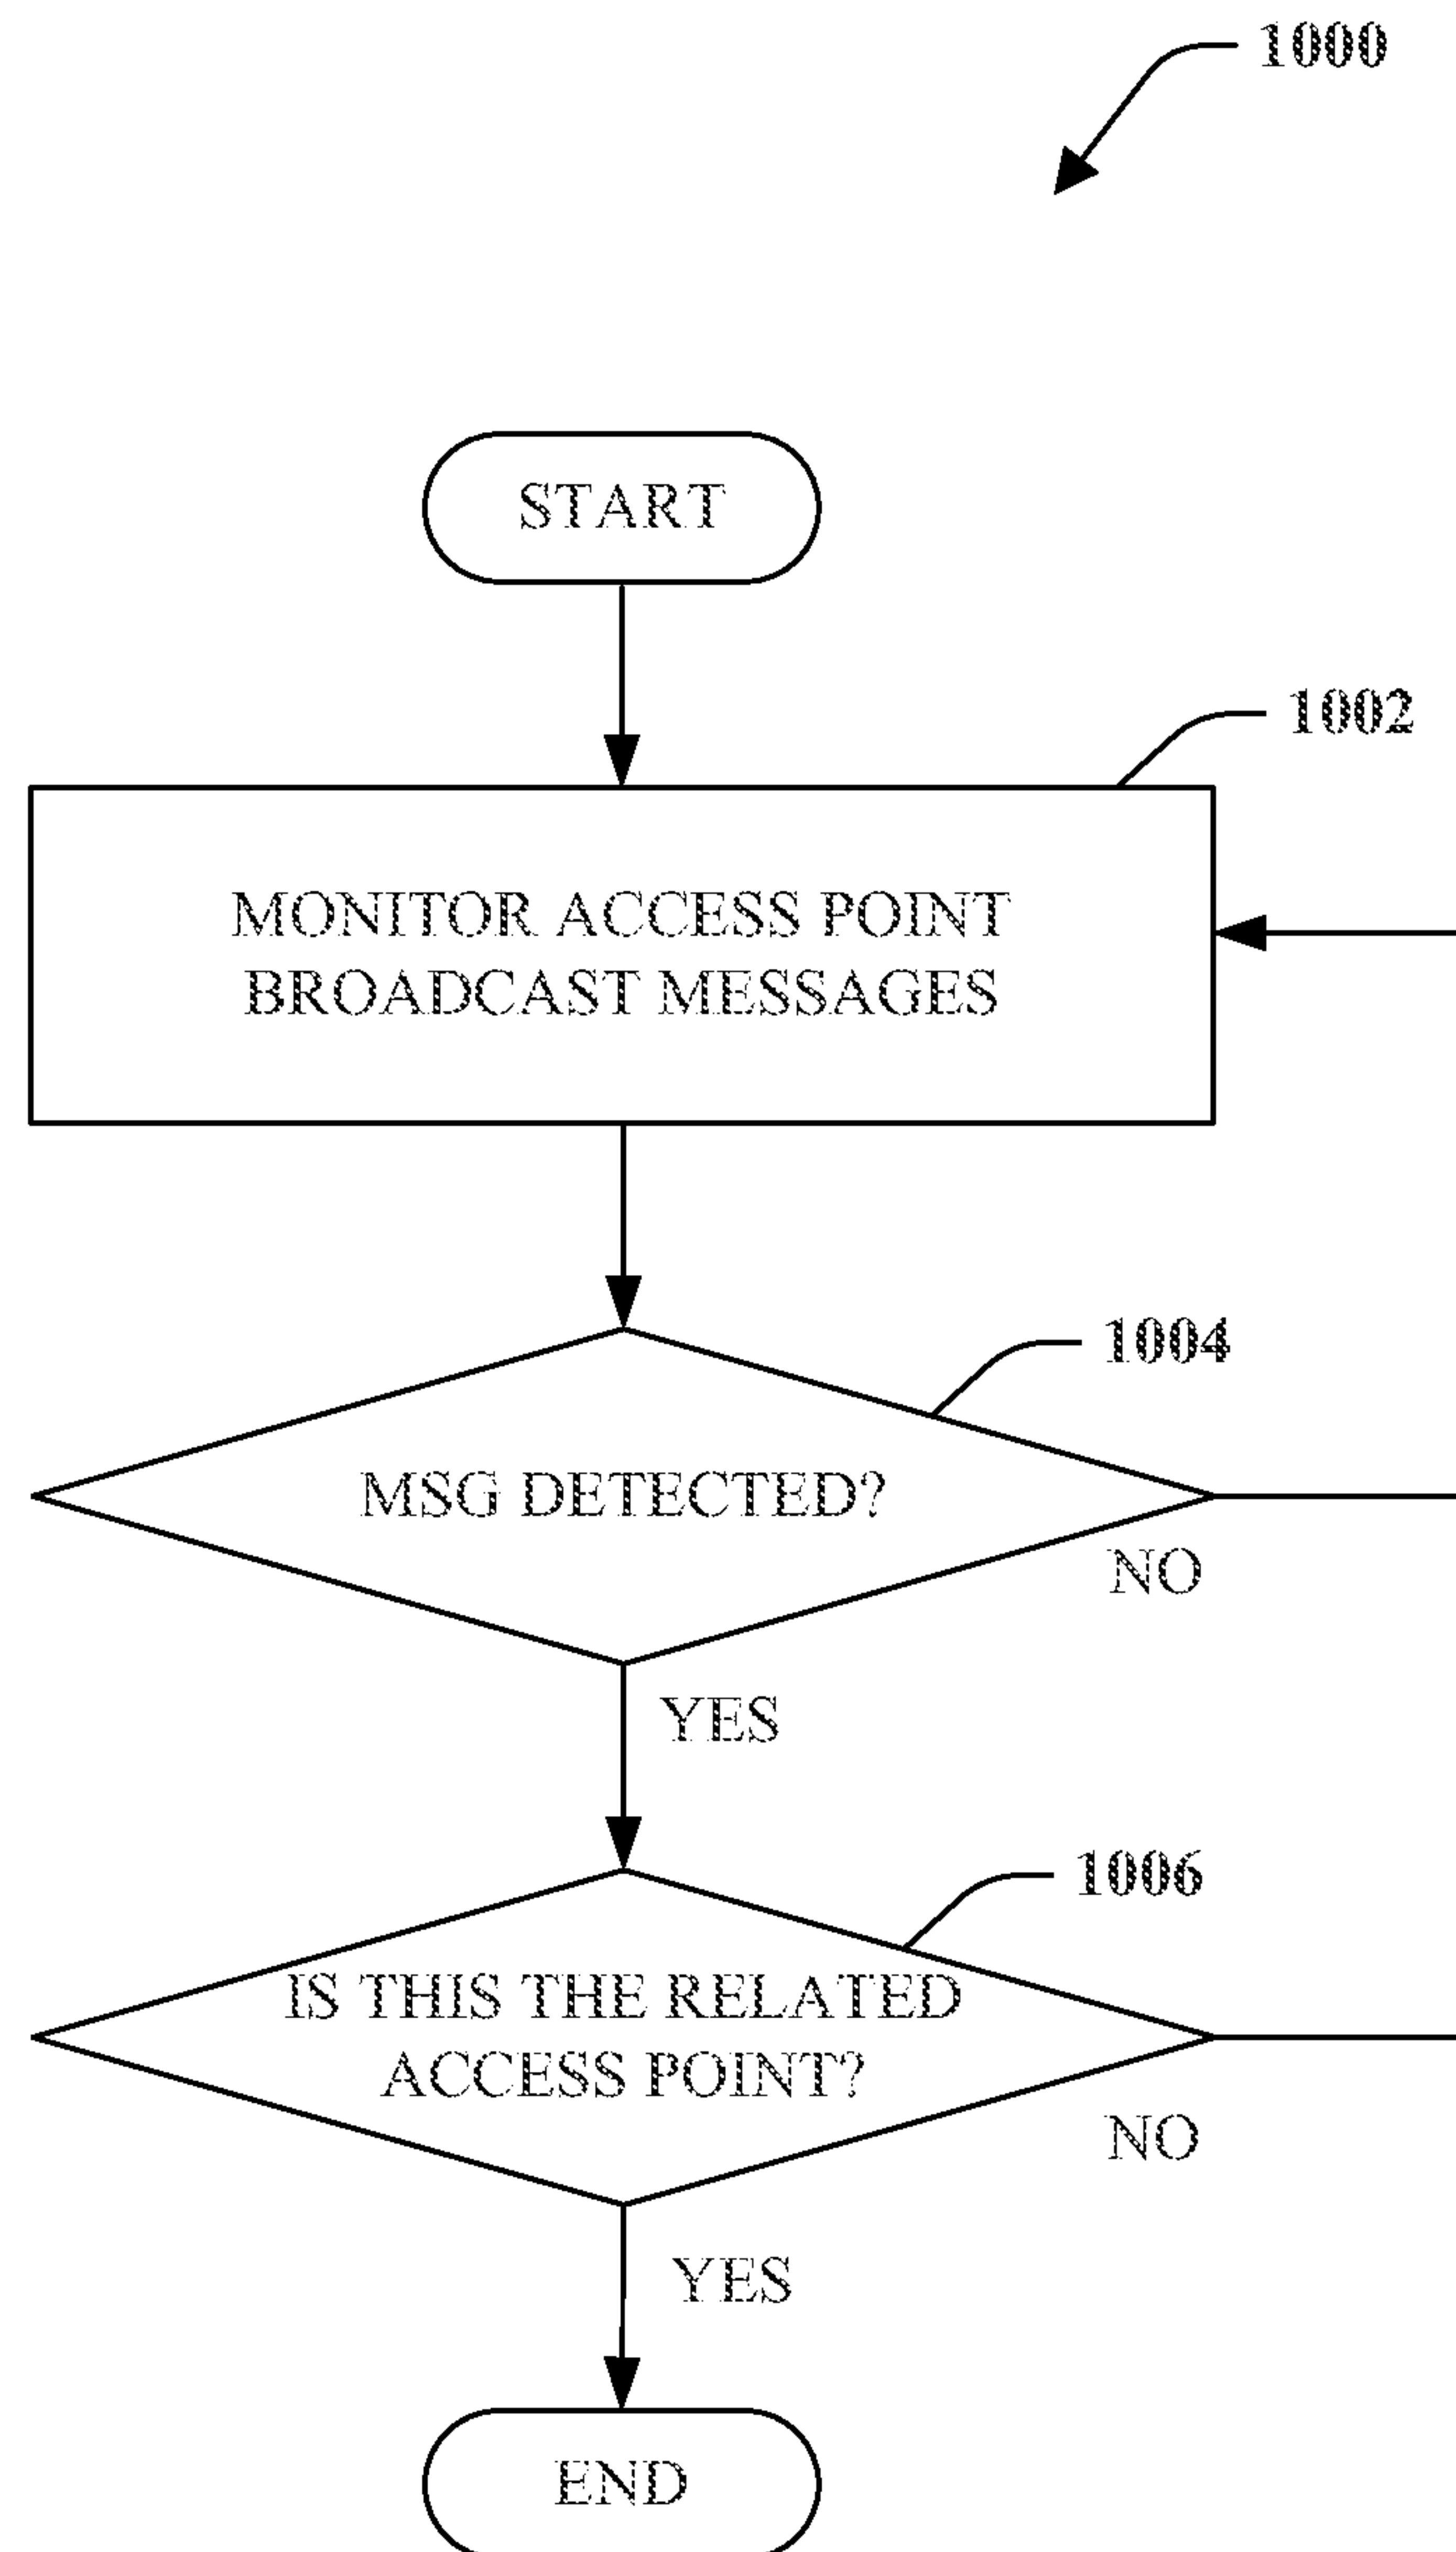 1000
START
1002
MONITOR ACCESS POINT
BROADCAST MESSAGES
1004
MSG DETECTED?
NO
YES
1006
IS THIS THE RELATED
ACCESS POINT?
NO
YES
END